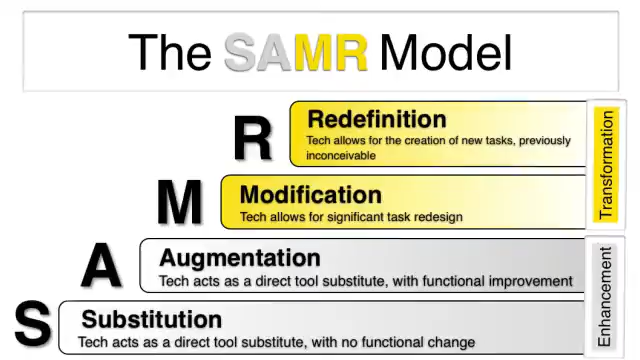 The SAMR Model
R
Redefinition
Tech allows for the creation of new tasks, previously
inconceivable
Transformation
M
Modification
Tech allows for significant task redesign
A
Augmentation
Tech acts as a direct tool substitute, with functional improvement
Enhancement
S
Substitution
Tech acts as a direct tool substitute, with no functional change